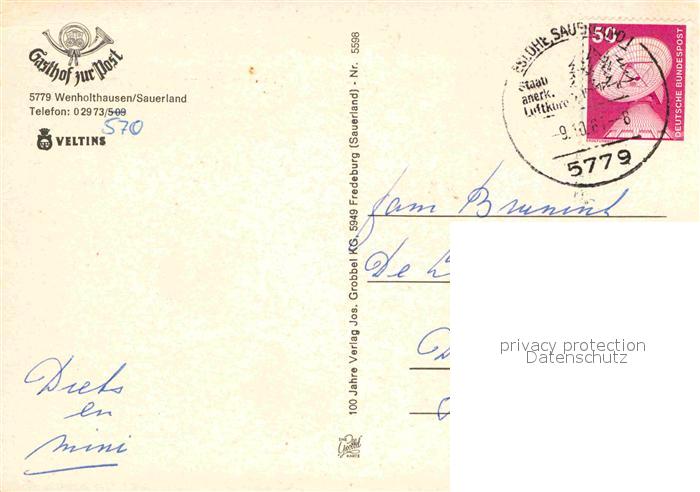 Gasthof zur Post
5779 Wenholthausen/Sauerland
Telefon: 02973/509
570
VELTINS
100 Jahre Verlag Jos. Grobbel KG, 5949 Fredeburg (Sauerland) - Nr. 5598
50
DEUTSCHE BUNDESPOST
Staatl.
anerk.
Luftkurort
5779
fam Brunink
De
privacy protection
Datenschutz
Diets
en
Mini